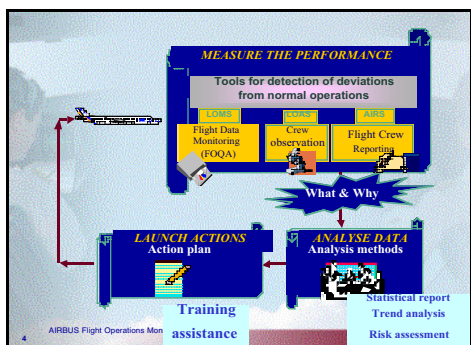 MEASURE THE PERFORMANCE
Tools for detection of deviations
from normal operations
LOMS
LOAS
AIRS
Flight Data
Monitoring
(FOQA)
Crew
observation
Flight Crew
Reporting
What & Why
LAUNCH ACTIONS
Action plan
ANALYSE DATA
Analysis methods
Training
assistance
Statistical report
Trend analysis
Risk assessment
AIRBUS Flight Operations Mon
4